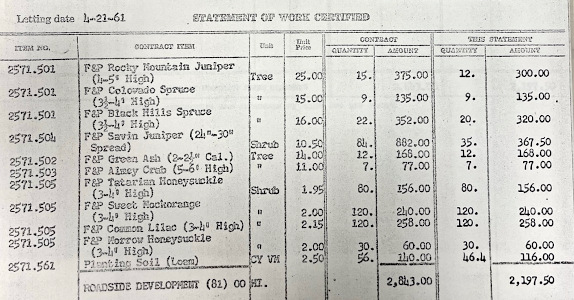 Letting date 4-21-61 STATEMENT OF WORK CERTIFIED
ITEM NO. CONTRACT ITEM Unit Unit Price CONTRACT QUANTITY AMOUNT THIS STATEMENT QUANTITY AMOUNT
2571.501 F&P Rocky Mountain Juniper
(4-5' High) Tree 25.00 15. 375.00 12. 300.00
2571.501 F&P Colorado Spruce
(3½-4' High) " 15.00 9. 135.00 9. 135.00
2571.501 F&P Black Hills Spruce
(3½-4' High) " 16.00 22. 352.00 20. 320.00
2571.504 F&P Savin Juniper (24"-30"
Spread) Shrub 10.50 84. 882.00 35. 367.50
2571.502 F&P Green Ash (2-2½" Cal.) Tree 14.00 12. 168.00 12. 168.00
2571.503 F&P Almey Crab (5-6' High) " 11.00 7. 77.00 7. 77.00
2571.505 F&P Tatarian Honeysuckle
(3-4' High) Shrub 1.95 80. 156.00 80. 156.00
2571.505 F&P Sweet Mockorange
(3-4' High) " 2.00 120. 240.00 120. 240.00
2571.505 F&P Common Lilac (3-4' High) " 2.15 120. 258.00 120. 258.00
2571.505 F&P Morrow Honeysuckle
(3-4' High) " 2.00 30. 60.00 30. 60.00
2571.561 Planting Soil (Loam) CY VM 2.50 56. 140.00 46.4 116.00
ROADSIDE DEVELOPMENT (81) 00 HI. 2,843.00 2,197.50